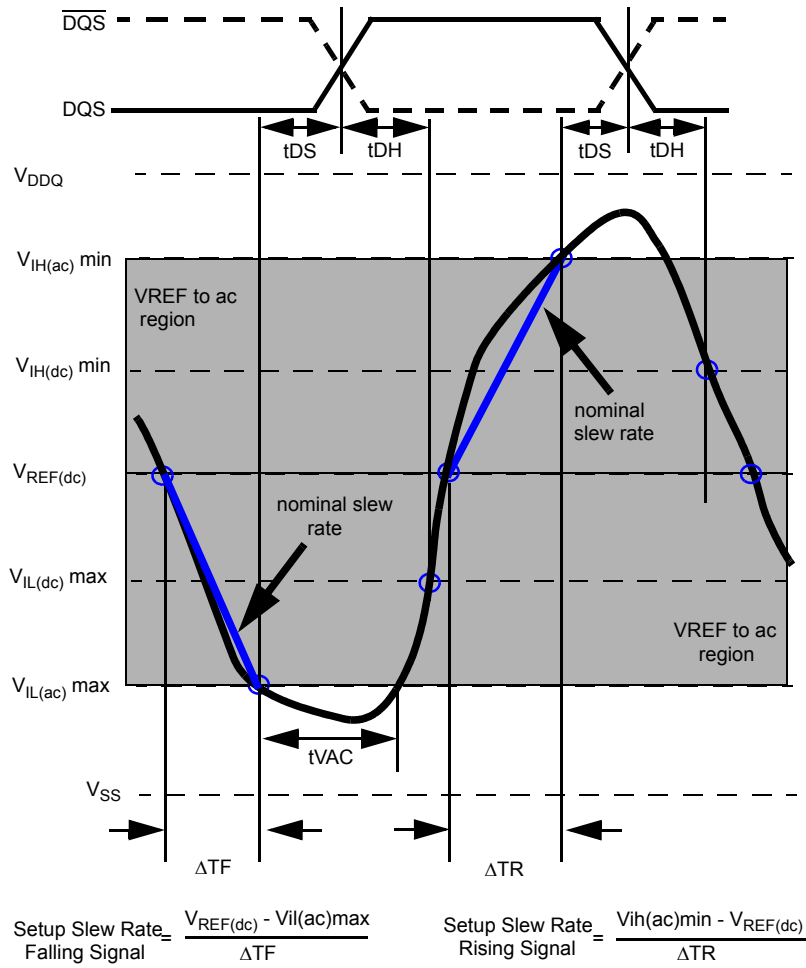 DQS
DQS
tDS tDH tDS tDH
VDDQ
VIH(ac) min
VREF to ac
region
VIH(dc) min
nominal
slew rate
VREF(dc)
nominal slew
rate
VIL(dc) max
VREF to ac
region
VIL(ac) max
tVAC
VSS
ΔTF ΔTR
Setup Slew Rate
Falling Signal
=
VREF(dc) - Vil(ac)max
ΔTF
Setup Slew Rate
Rising Signal
=
Vih(ac)min - VREF(dc)
ΔTR